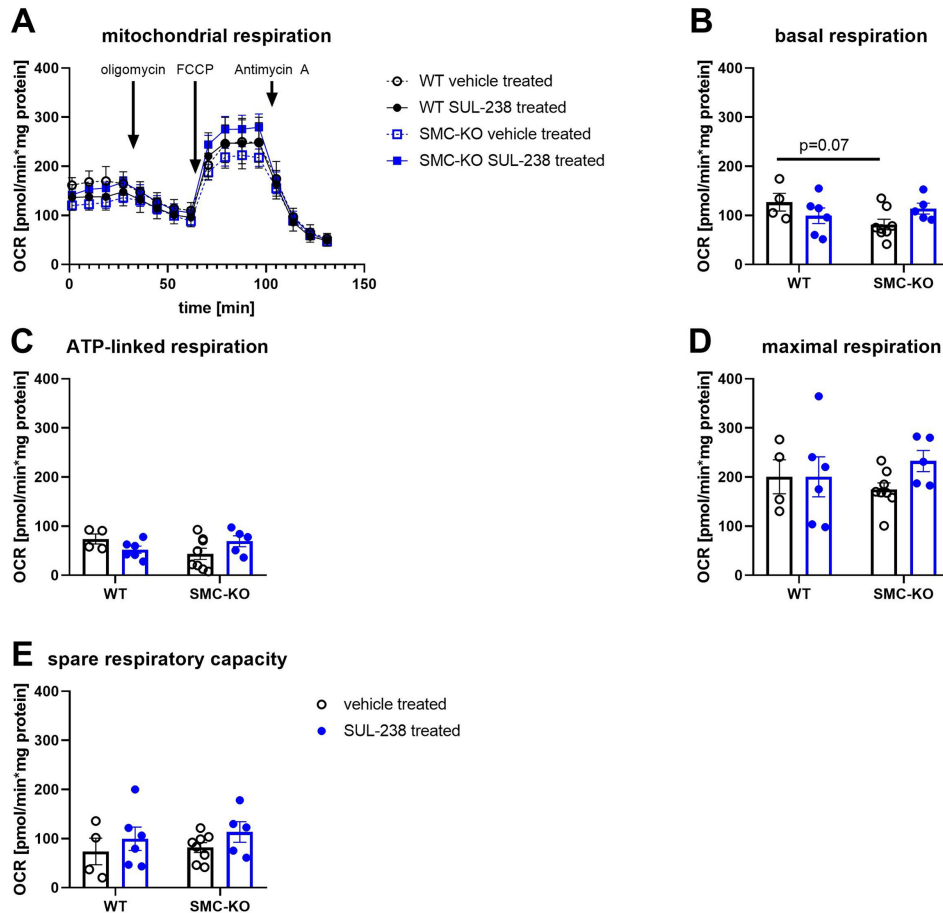 A
mitochondrial respiration
oligomycin FCCP Antimycin A
OCR [pmol/min*mg protein]
400
300
200
100
0
0 50 100 150
time [min]
WT vehicle treated
WT SUL-238 treated
SMC-KO vehicle treated
SMC-KO SUL-238 treated
B
basal respiration
OCR [pmol/min*mg protein]
400
300
200
100
0
p=0.07
WT SMC-KO
C
ATP-linked respiration
OCR [pmol/min*mg protein]
400
300
200
100
0
WT SMC-KO
D
maximal respiration
OCR [pmol/min*mg protein]
400
300
200
100
0
WT SMC-KO
E
spare respiratory capacity
OCR [pmol/min*mg protein]
400
300
200
100
0
WT SMC-KO
vehicle treated
SUL-238 treated